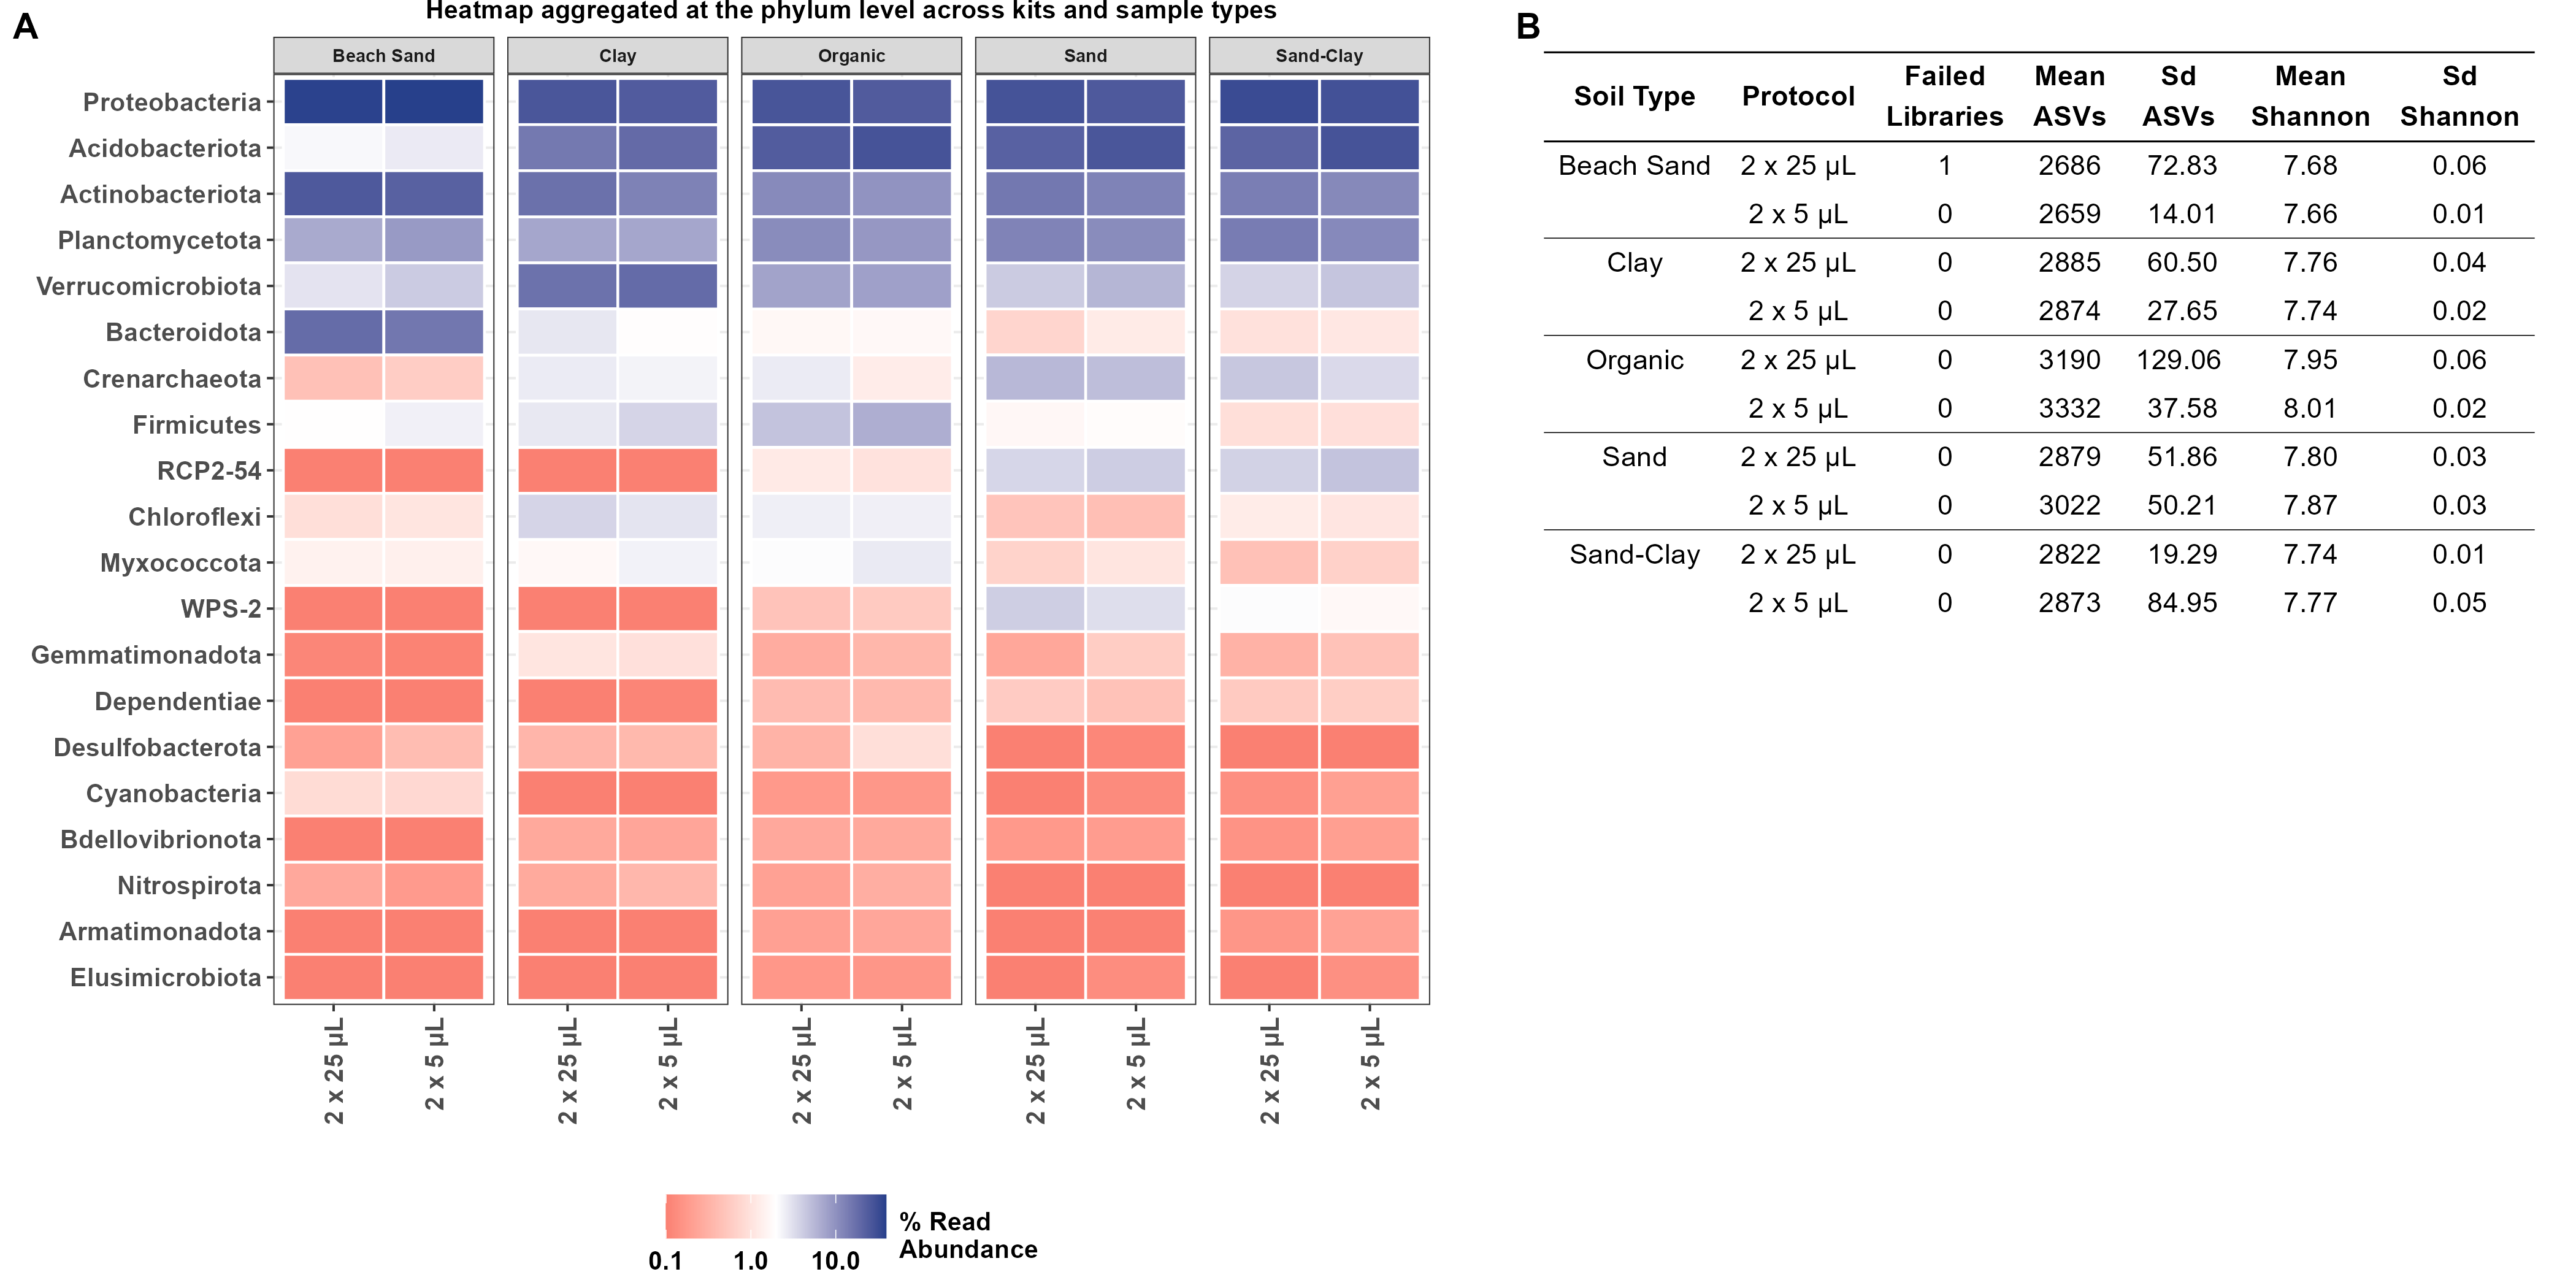 A
Heatmap aggregated at the phylum level across kits and sample types
Beach Sand Clay Organic Sand Sand-Clay
Proteobacteria
Acidobacteriota
Actinobacteriota
Planctomycetota
Verrucomicrobiota
Bacteroidota
Crenarchaeota
Firmicutes
RCP2-54
Chloroflexi
Myxococcota
WPS-2
Gemmatimonadota
Dependentiae
Desulfobacterota
Cyanobacteria
Bdellovibrionota
Nitrospirota
Armatimonadota
Elusimicrobiota
2 x 25 µL 2 x 5 µL 2 x 25 µL 2 x 5 µL 2 x 25 µL 2 x 5 µL 2 x 25 µL 2 x 5 µL 2 x 25 µL 2 x 5 µL
% Read
Abundance
0.1 1.0 10.0
B
Soil Type Protocol Failed Libraries Mean ASVs Sd ASVs Mean Shannon Sd Shannon
Beach Sand 2 x 25 µL 1 2686 72.83 7.68 0.06
2 x 5 µL 0 2659 14.01 7.66 0.01
Clay 2 x 25 µL 0 2885 60.50 7.76 0.04
2 x 5 µL 0 2874 27.65 7.74 0.02
Organic 2 x 25 µL 0 3190 129.06 7.95 0.06
2 x 5 µL 0 3332 37.58 8.01 0.02
Sand 2 x 25 µL 0 2879 51.86 7.80 0.03
2 x 5 µL 0 3022 50.21 7.87 0.03
Sand-Clay 2 x 25 µL 0 2822 19.29 7.74 0.01
2 x 5 µL 0 2873 84.95 7.77 0.05